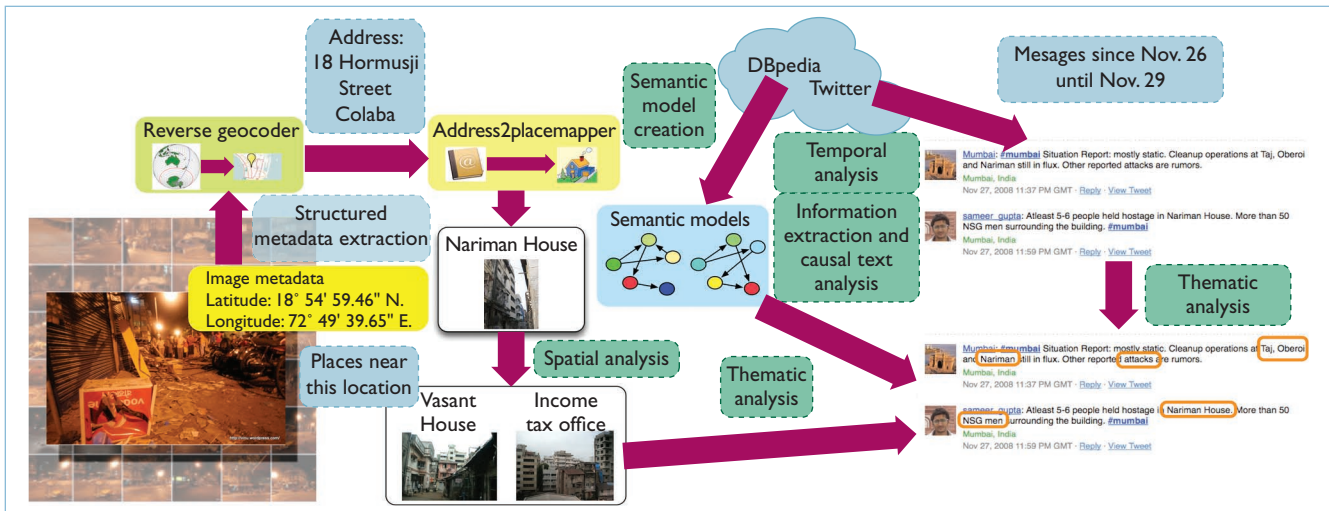 Address:
18 Hormusji
Street
Colaba
Reverse geocoder
Address2placemapper
@
Structured
metadata extraction
Image metadata
Latitude: 18° 54' 59.46" N.
Longitude: 72° 49' 39.65" E.
http://vinu.wordpress.com
Nariman House
Places near
this location
Spatial analysis
Vasant
House
Income
tax office
Semantic
model
creation
DBpedia
Twitter
Mesages since Nov. 26
until Nov. 29
Temporal
analysis
Information
extraction and
causal text
analysis
Semantic models
Thematic
analysis
Mumbai: #mumbai Situation Report: mostly static. Cleanup operations at Taj, Oberoi
and Nariman still in flux. Other reported attacks are rumors.
Mumbai, India
Nov 27, 2008 11:37 PM GMT · Reply · View Tweet
sameer_gupta: Atleast 5-6 people held hostage in Nariman House. More than 50
NSG men surrounding the building. #mumbai
Mumbai, India
Nov 27, 2008 11:59 PM GMT · Reply · View Tweet
Thematic
analysis
Mumbai: #mumbai Situation Report: mostly static. Cleanup operations at Taj, Oberoi
and Nariman still in flux. Other reported attacks are rumors.
Mumbai, India
Nov 27, 2008 11:37 PM GMT · Reply · View Tweet
sameer_gupta: Atleast 5-6 people held hostage in Nariman House. More than 50
NSG men surrounding the building. #mumbai
Mumbai, India
Nov 27, 2008 11:59 PM GMT · Reply · View Tweet